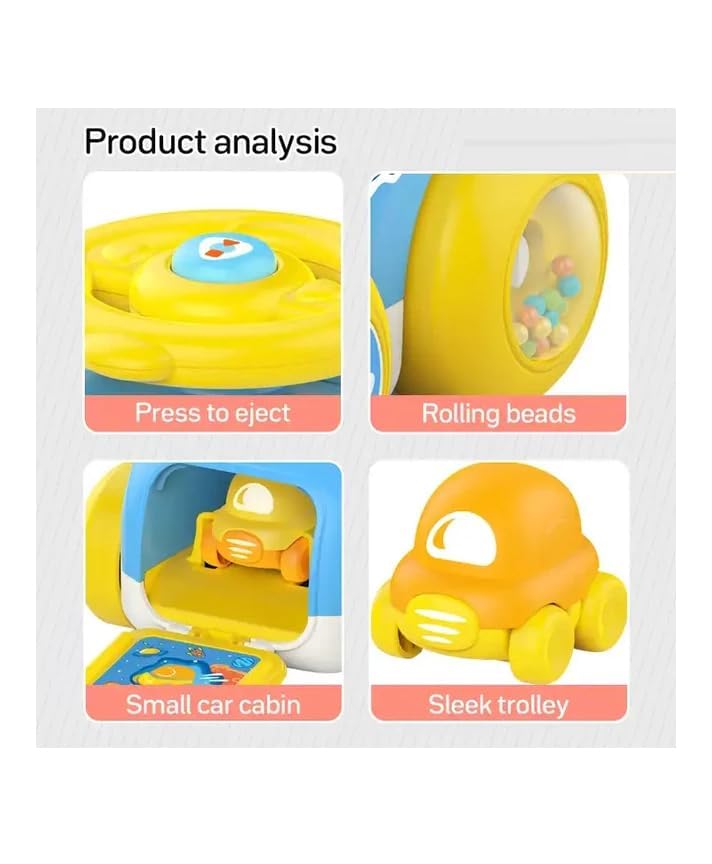 Product analysis
Press to eject
Rolling beads
Small car cabin
Sleek trolley